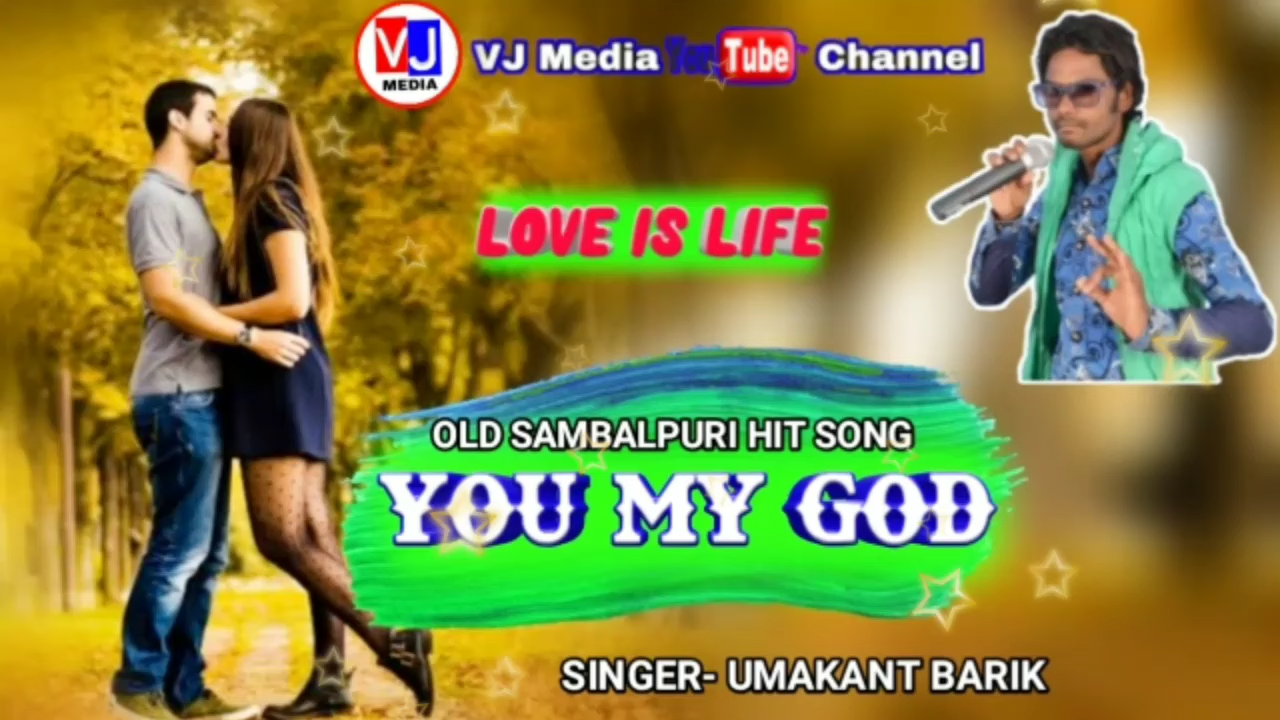 VJ
MEDIA
VJ Media YouTube Channel
LOVE IS LIFE
OLD SAMBALPURI HIT SONG
YOU MY GOD
SINGER- UMAKANT BARIK